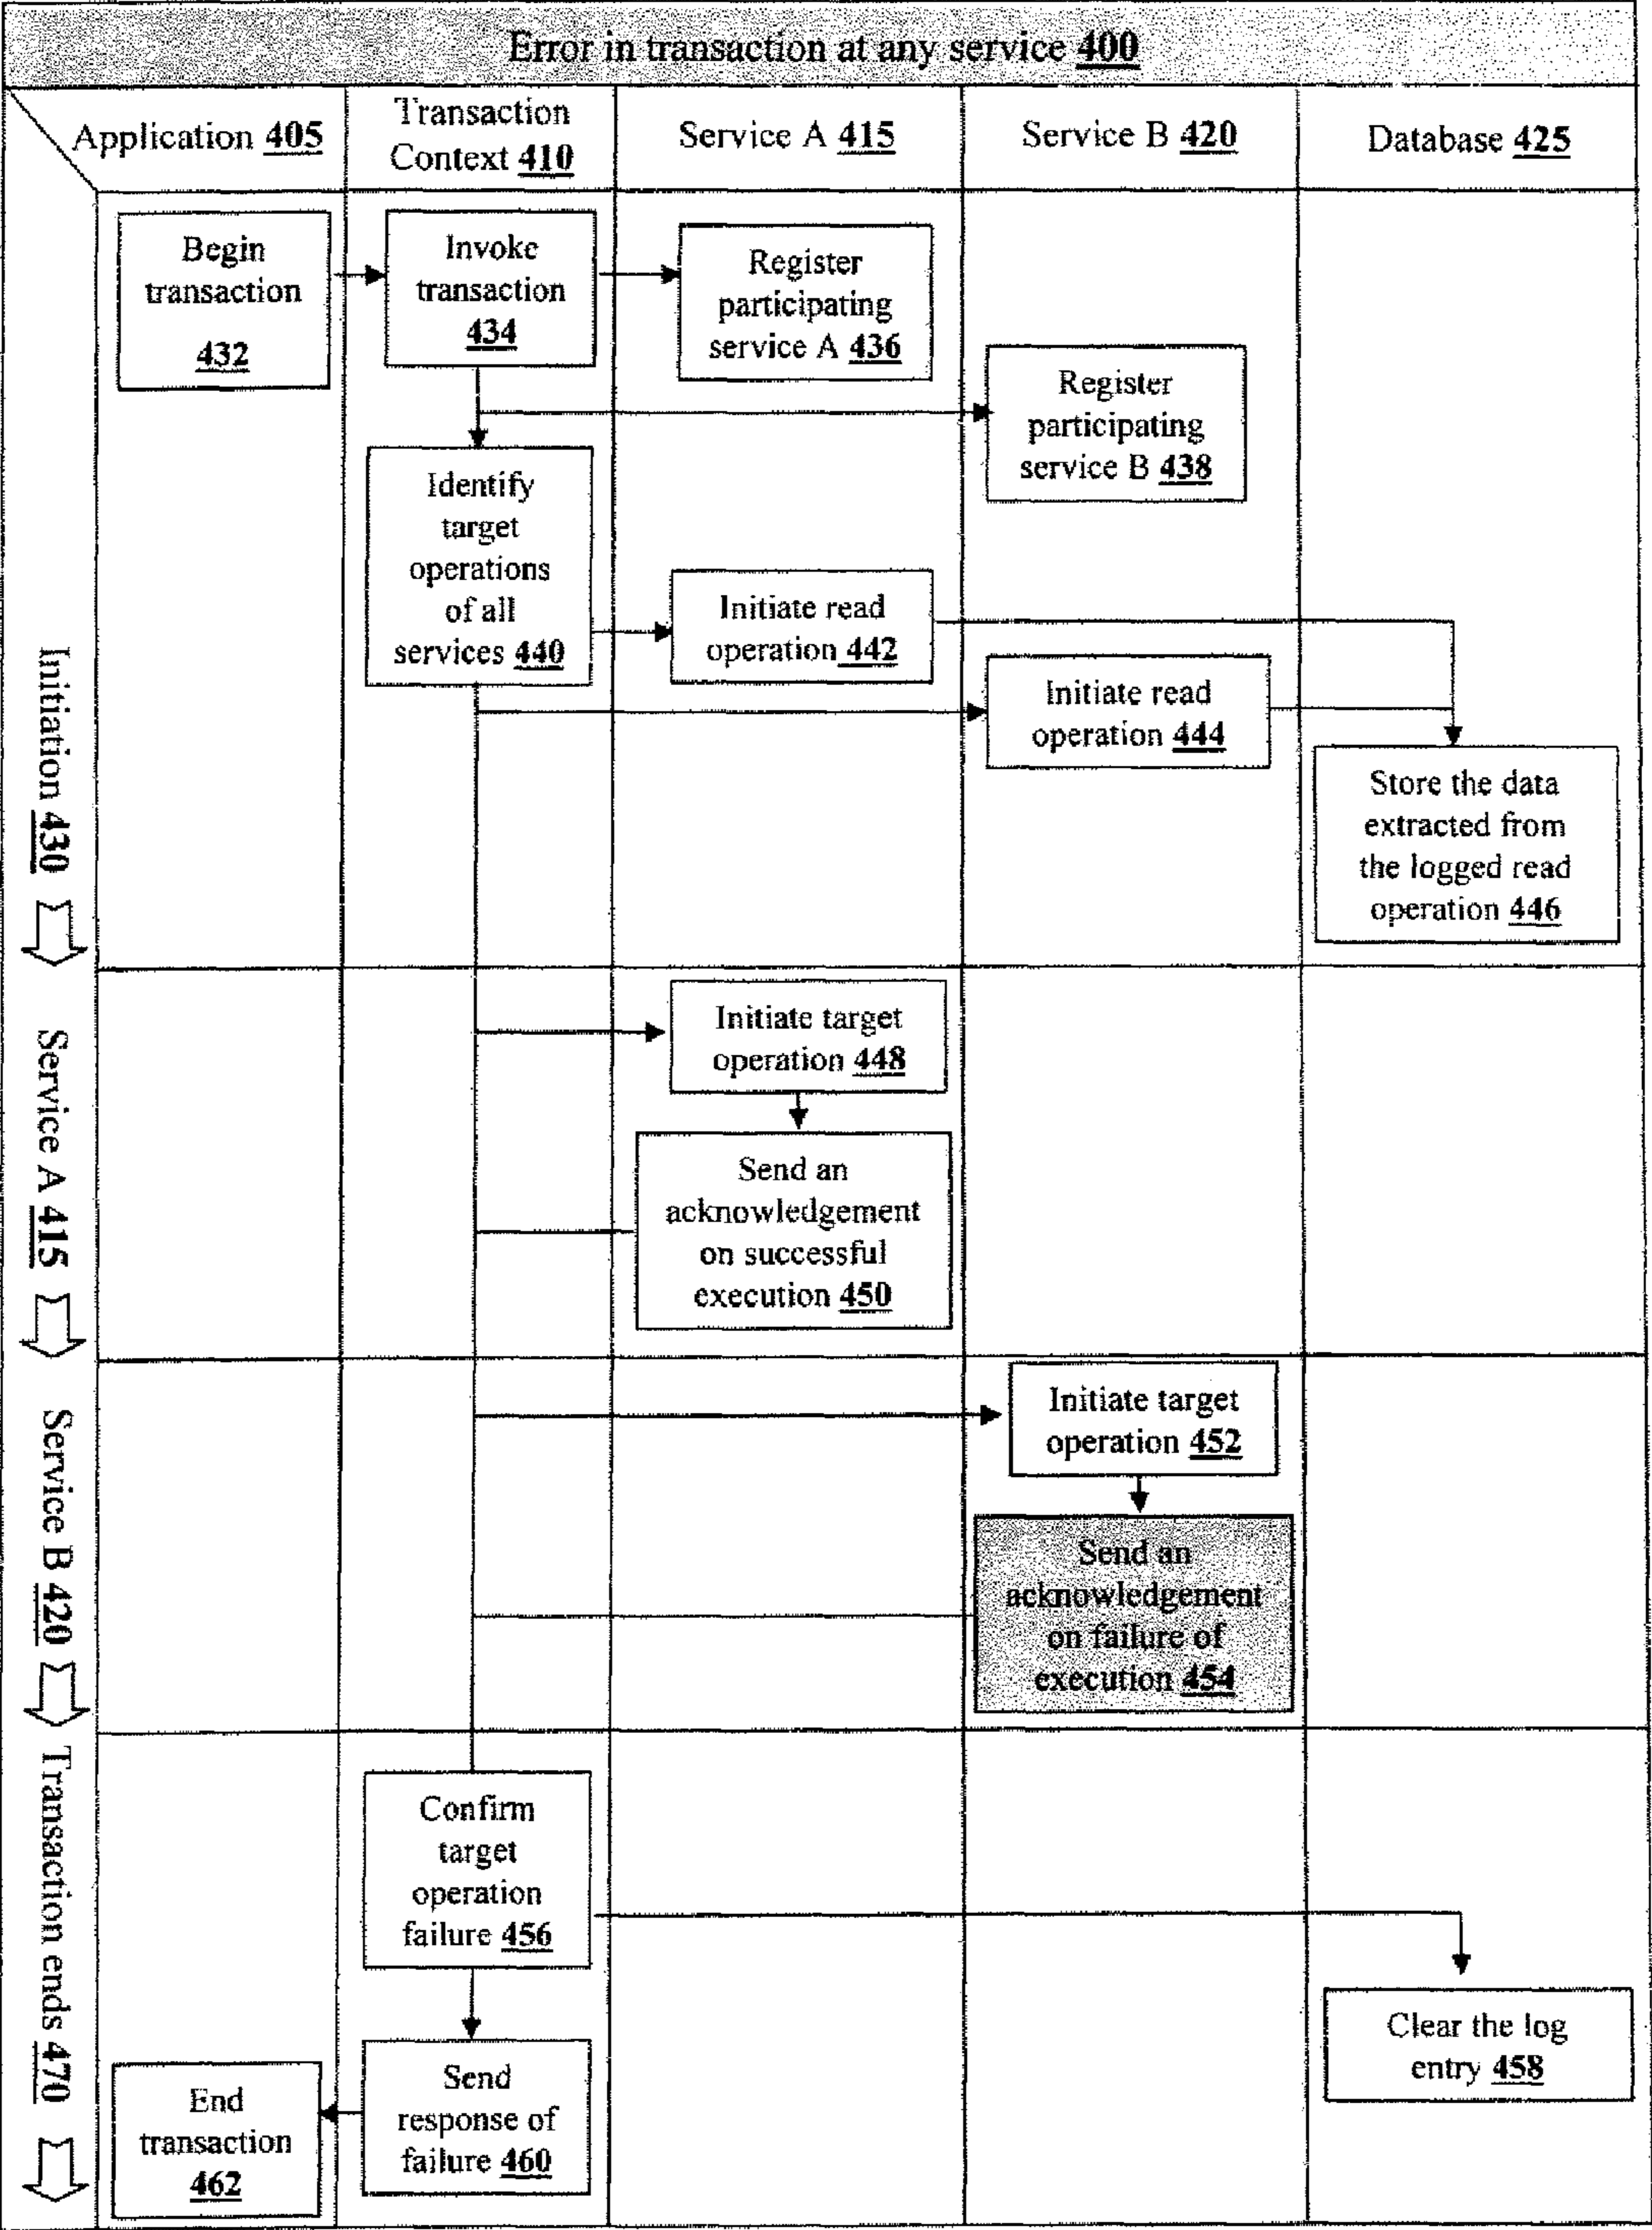 Error in transaction at any service 400
Application 405
Transaction
Context 410
Service A 415
Service B 420
Database 425
Begin
transaction
432
Invoke
transaction
434
Register
participating
service A 436
Register
participating
service B 438
Identify
target
operations
of all
services 440
Initiate read
operation 442
Initiate read
operation 444
Store the data
extracted from
the logged read
operation 446
Initiation 430
Initiate target
operation 448
Send an
acknowledgement
on successful
execution 450
Service A 415
Initiate target
operation 452
Send an
acknowledgement
on failure of
execution 454
Service B 420
Confirm
target
operation
failure 456
Clear the log
entry 458
Send
response of
failure 460
End
transaction
462
Transaction ends 470